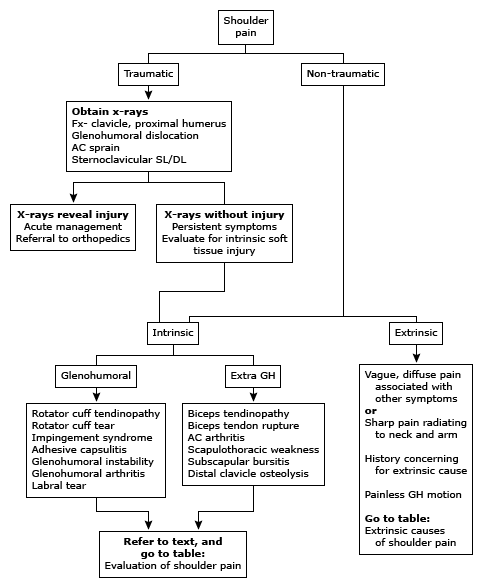 Shoulder
pain
Traumatic
Non-traumatic
Obtain x-rays
Fx- clavicle, proximal humerus
Glenohumoral dislocation
AC sprain
Sternoclavicular SL/DL
X-rays reveal injury
Acute management
Referral to orthopedics
X-rays without injury
Persistent symptoms
Evaluate for intrinsic soft
tissue injury
Intrinsic
Extrinsic
Glenohumoral
Extra GH
Rotator cuff tendinopathy
Rotator cuff tear
Impingement syndrome
Adhesive capsulitis
Glenohumoral instability
Glenohumoral arthritis
Labral tear
Biceps tendinopathy
Biceps tendon rupture
AC arthritis
Scapulothoracic weakness
Subscapular bursitis
Distal clavicle osteolysis
Vague, diffuse pain
associated with
other symptoms
or
Sharp pain radiating
to neck and arm
History concerning
for extrinsic cause
Painless GH motion
Go to table:
Extrinsic causes
of shoulder pain
Refer to text, and
go to table:
Evaluation of shoulder pain